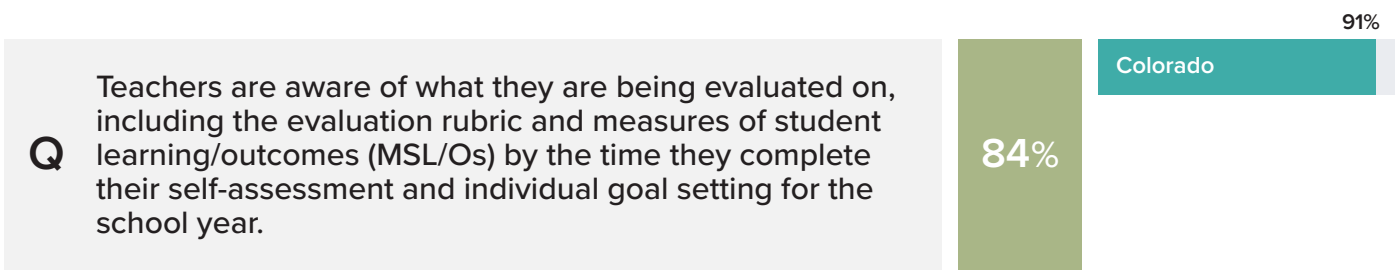 91%
Colorado
Q
Teachers are aware of what they are being evaluated on,
including the evaluation rubric and measures of student
learning/outcomes (MSL/Os) by the time they complete
their self-assessment and individual goal setting for the
school year.
84%